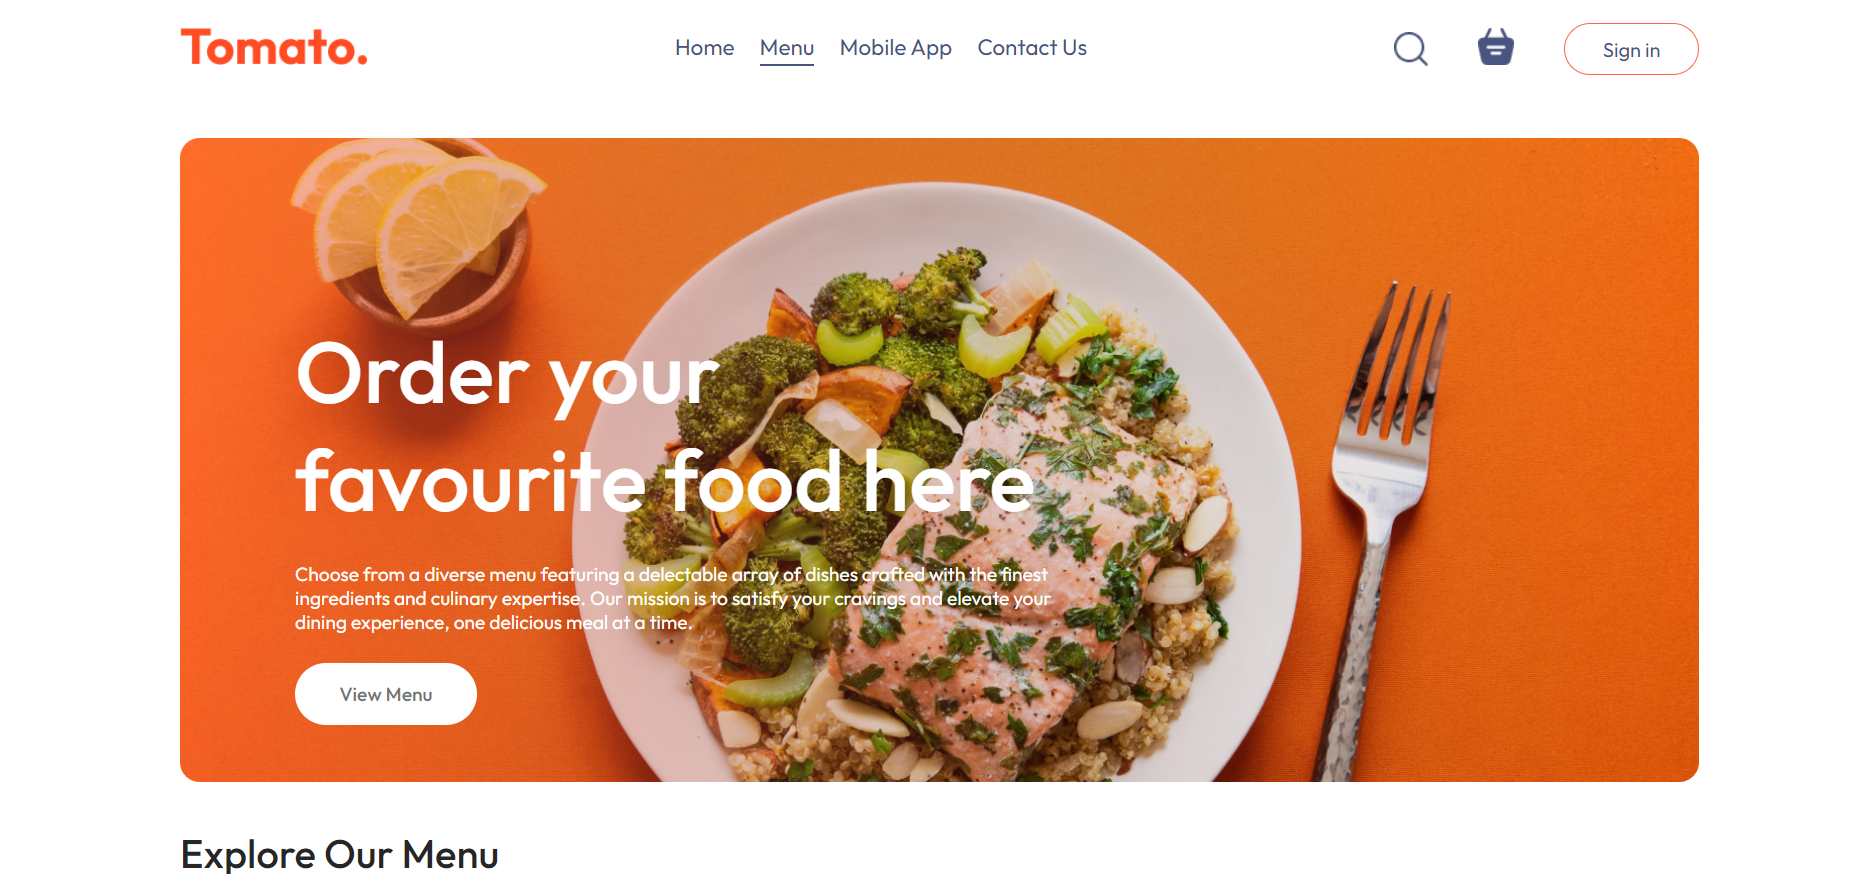 Tomato.
Home Menu Mobile App Contact Us
Sign in
Order your
favourite food here
Choose from a diverse menu featuring a delectable array of dishes crafted with the finest
ingredients and culinary expertise. Our mission is to satisfy your cravings and elevate your
dining experience, one delicious meal at a time.
View Menu
Explore Our Menu